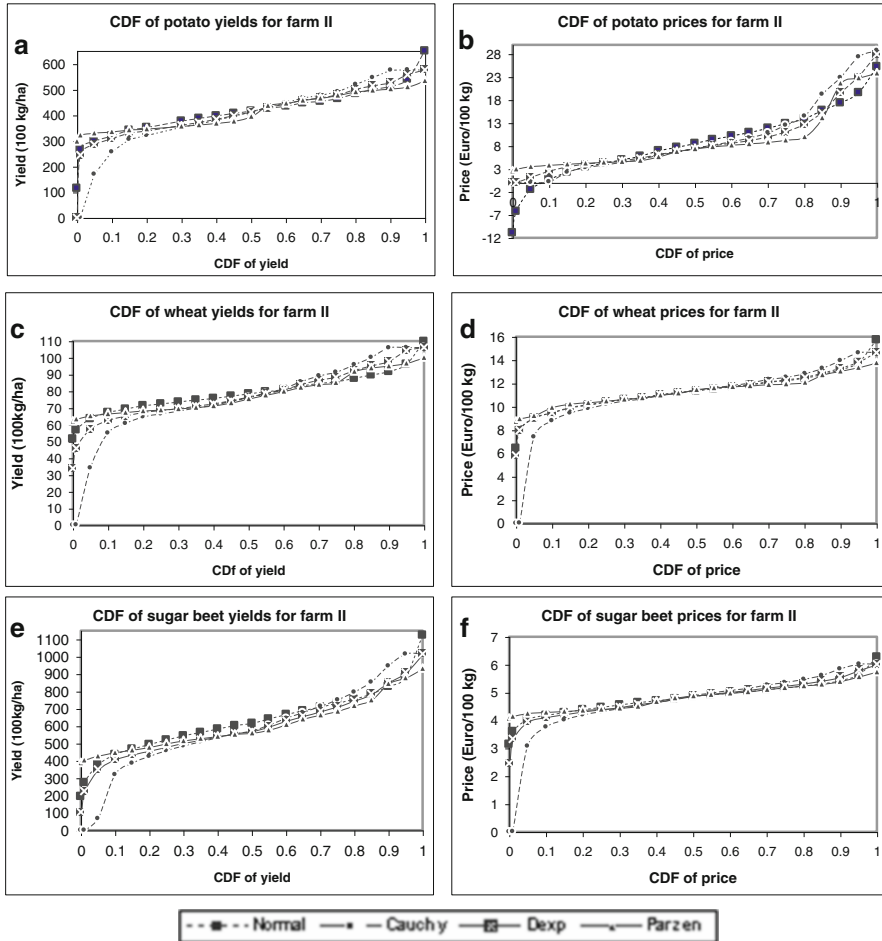 CDF of potato yields for farm II
a
Yield (100 kg/ha)
600
500
400
300
200
100
0
0 0.1 0.2 0.3 0.4 0.5 0.6 0.7 0.8 0.9 1
CDF of yield
CDF of potato prices for farm II
b
Price (Euro/100 kg)
28
23
18
13
8
3
-2
-7
-12
0 0.1 0.2 0.3 0.4 0.5 0.6 0.7 0.8 0.9 1
CDF of price
CDF of wheat yields for farm II
c
Yield (100kg/ha)
110
100
90
80
70
60
50
40
30
20
10
0
0 0.1 0.2 0.3 0.4 0.5 0.6 0.7 0.8 0.9 1
CDf of yield
CDF of wheat prices for farm II
d
Price (Euro/100 kg)
16
14
12
10
8
6
4
2
0
0 0.1 0.2 0.3 0.4 0.5 0.6 0.7 0.8 0.9 1
CDF of price
CDF of sugar beet yields for farm II
e
Yield (100kg/ha)
1100
1000
900
800
700
600
500
400
300
200
100
0
0 0.1 0.2 0.3 0.4 0.5 0.6 0.7 0.8 0.9 1
CDF of yield
CDF of sugar beet prices for farm II
f
Price (Euro/100 kg)
7
6
5
4
3
2
1
0
0 0.1 0.2 0.3 0.4 0.5 0.6 0.7 0.8 0.9 1
CDF of price
Normal Cauchy Dexp Parzen